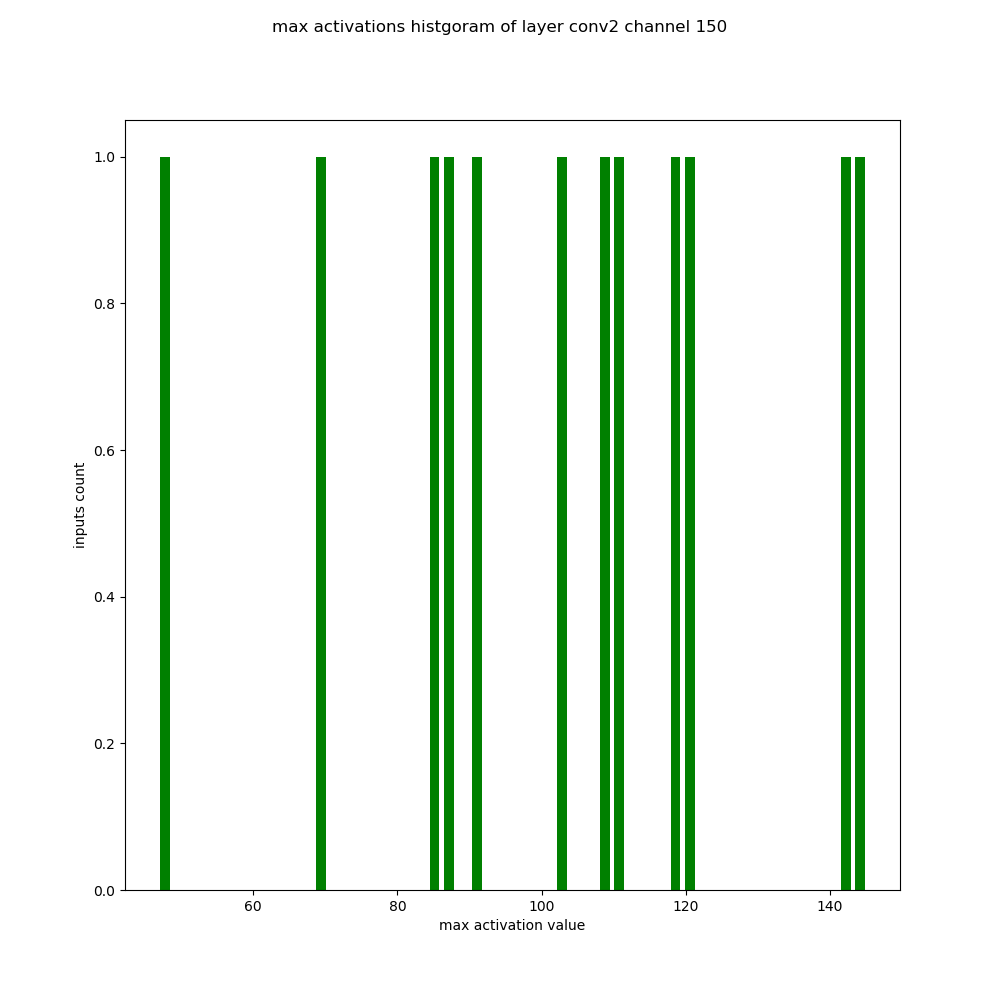 max activations histgoram of layer conv2 channel 150
1.0
0.8
0.6
0.4
0.2
0.0
inputs count
60 80 100 120 140
max activation value